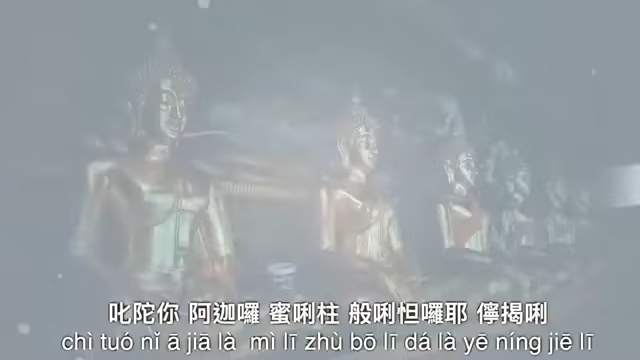 叱陀你 阿迦囉 蜜唎柱 般唎怛囉耶 儜揭唎
chì tuó nǐ ā jiā là mì lī zhù bō lī dá là yē níng jiē lī